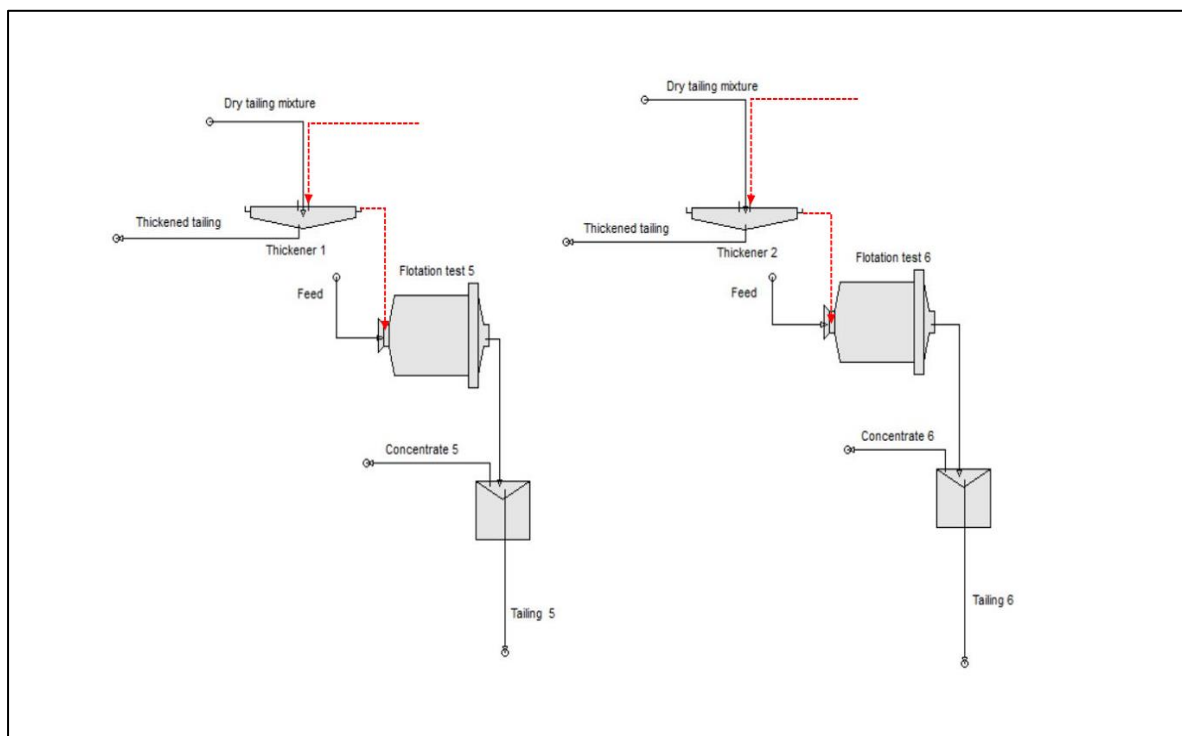 Dry tailing mixture
Thickened tailing
Thickener 1
Flotation test 5
Feed
Concentrate 5
Tailing 5
Dry tailing mixture
Thickened tailing
Thickener 2
Flotation test 6
Feed
Concentrate 6
Tailing 6